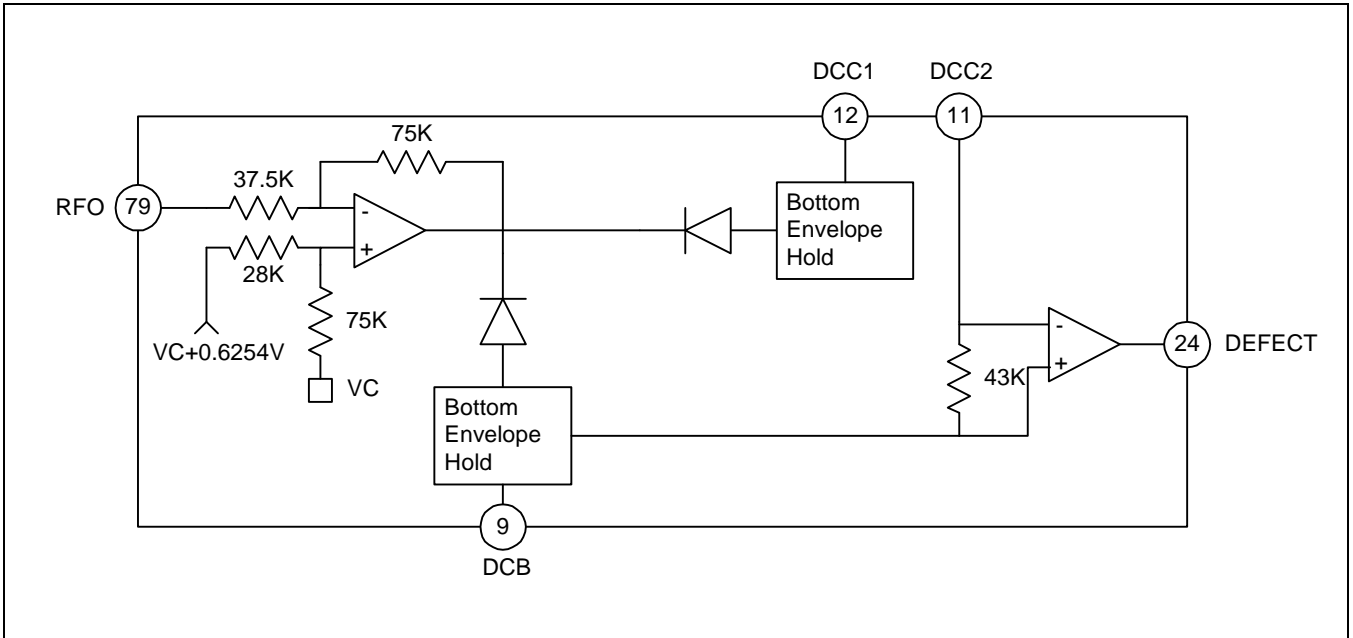 DCC1
DCC2
12
11
75K
37.5K
RFO
79
-
+
28K
75K
VC+0.6254V
VC
Bottom
Envelope
Hold
-
+
43K
24
DEFECT
Bottom
Envelope
Hold
9
DCB